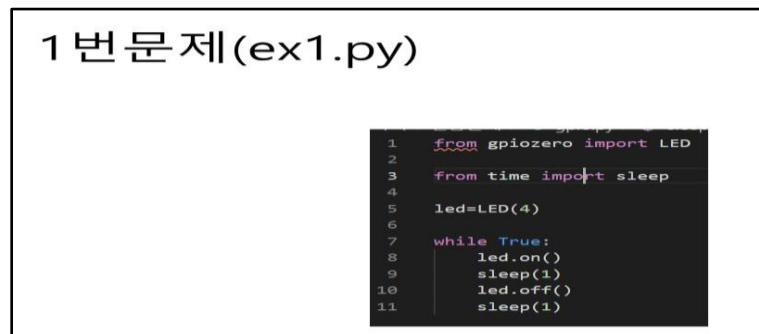 1번문제(ex1.py)
1 from gpiozero import LED
2
3 from time import sleep
4
5 led=LED(4)
6
7 while True:
8 led.on()
9 sleep(1)
10 led.off()
11 sleep(1)